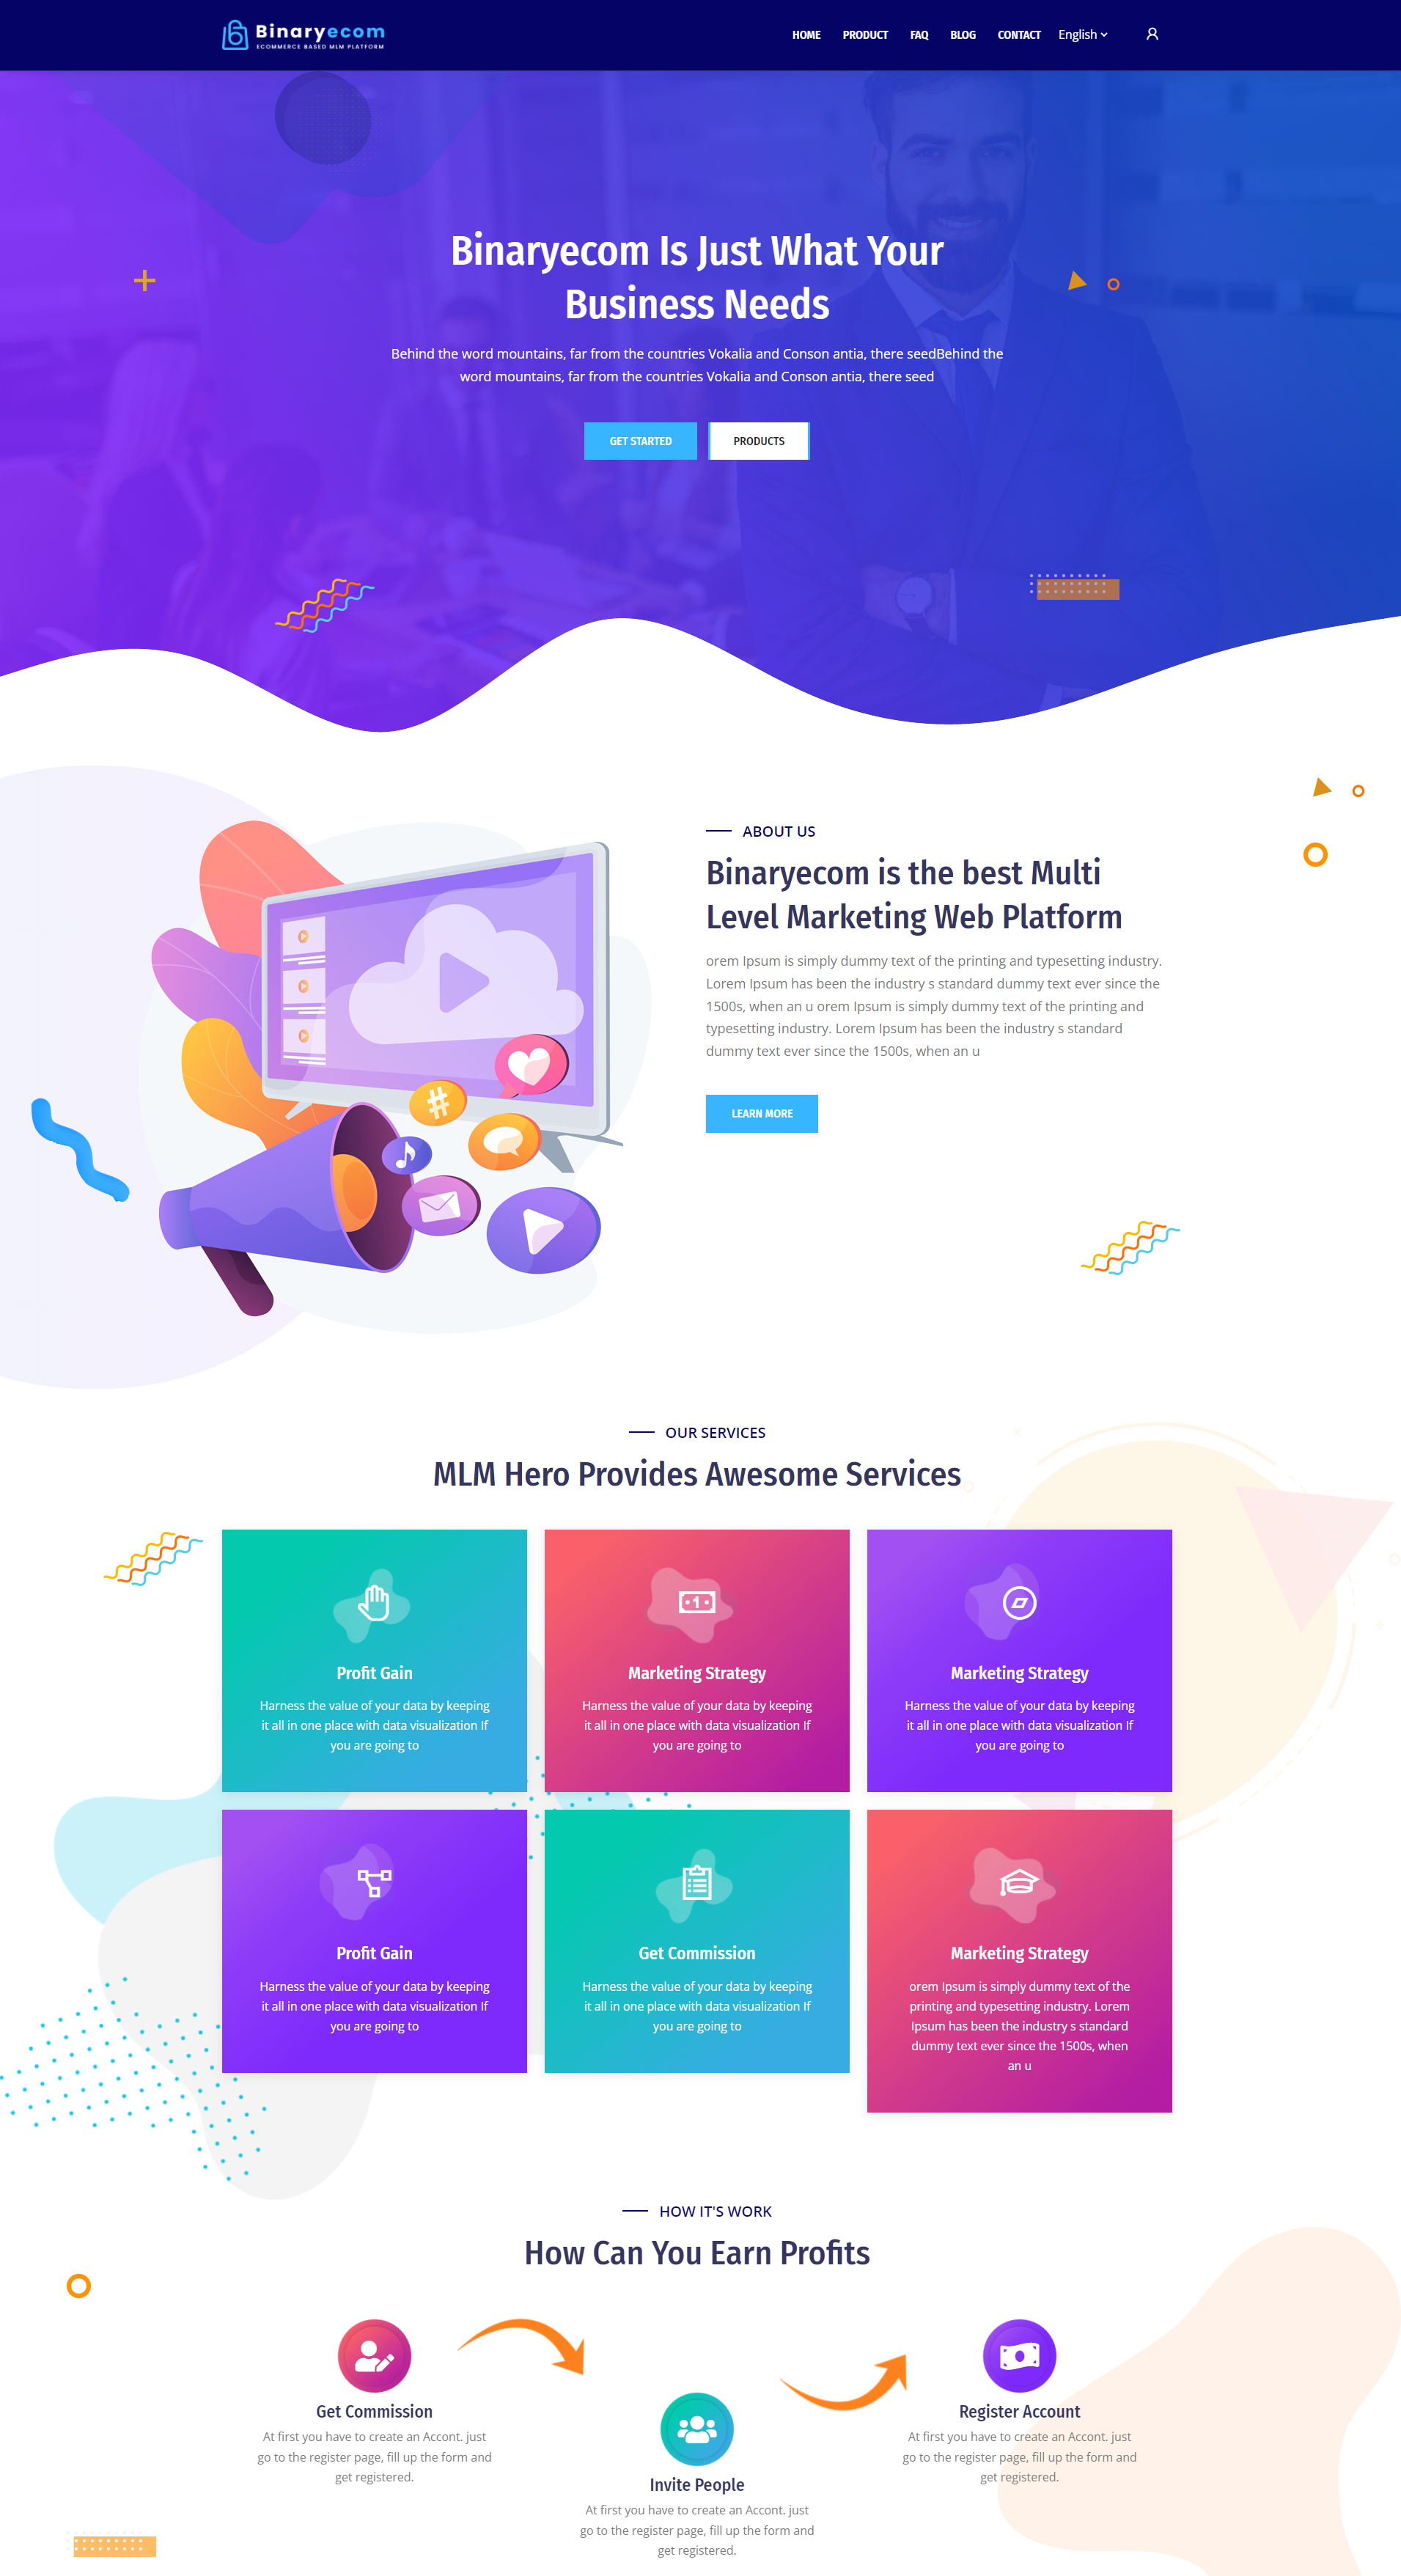 Binaryecom
ECOMMERCE BASED MLM PLATFORM
HOME PRODUCT FAQ BLOG CONTACT English
Binaryecom Is Just What Your
Business Needs
Behind the word mountains, far from the countries Vokalia and Conson antia, there seedBehind the
word mountains, far from the countries Vokalia and Conson antia, there seed
GET STARTED PRODUCTS
ABOUT US
Binaryecom is the best Multi
Level Marketing Web Platform
orem Ipsum is simply dummy text of the printing and typesetting industry.
Lorem Ipsum has been the industry s standard dummy text ever since the
1500s, when an u orem Ipsum is simply dummy text of the printing and
typesetting industry. Lorem Ipsum has been the industry s standard
dummy text ever since the 1500s, when an u
LEARN MORE
#
OUR SERVICES
MLM Hero Provides Awesome Services
1
Profit Gain
Harness the value of your data by keeping
it all in one place with data visualization If
you are going to
Marketing Strategy
Harness the value of your data by keeping
it all in one place with data visualization If
you are going to
Marketing Strategy
Harness the value of your data by keeping
it all in one place with data visualization If
you are going to
Profit Gain
Harness the value of your data by keeping
it all in one place with data visualization If
you are going to
Get Commission
Harness the value of your data by keeping
it all in one place with data visualization If
you are going to
Marketing Strategy
orem Ipsum is simply dummy text of the
printing and typesetting industry. Lorem
Ipsum has been the industry s standard
dummy text ever since the 1500s, when
an u
HOW IT'S WORK
How Can You Earn Profits
Get Commission
At first you have to create an Accont. just
go to the register page, fill up the form and
get registered.
Invite People
At first you have to create an Accont. just
go to the register page, fill up the form and
get registered.
Register Account
At first you have to create an Accont. just
go to the register page, fill up the form and
get registered.